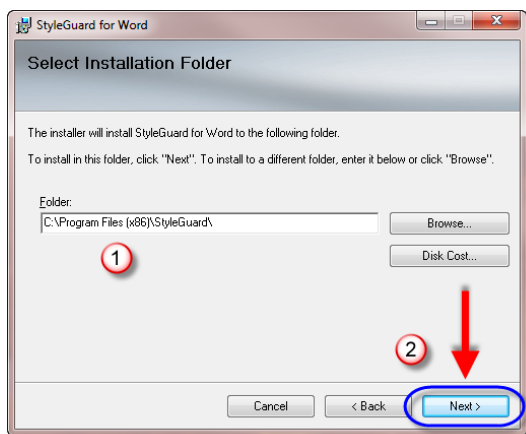 StyleGuard for Word
Select Installation Folder
The installer will install StyleGuard for Word to the following folder.
To install in this folder, click "Next". To install to a different folder, enter it below or click "Browse".
Folder:
C:\Program Files (x86)\StyleGuard\
Browse...
1
Disk Cost...
2
Cancel
< Back
Next >